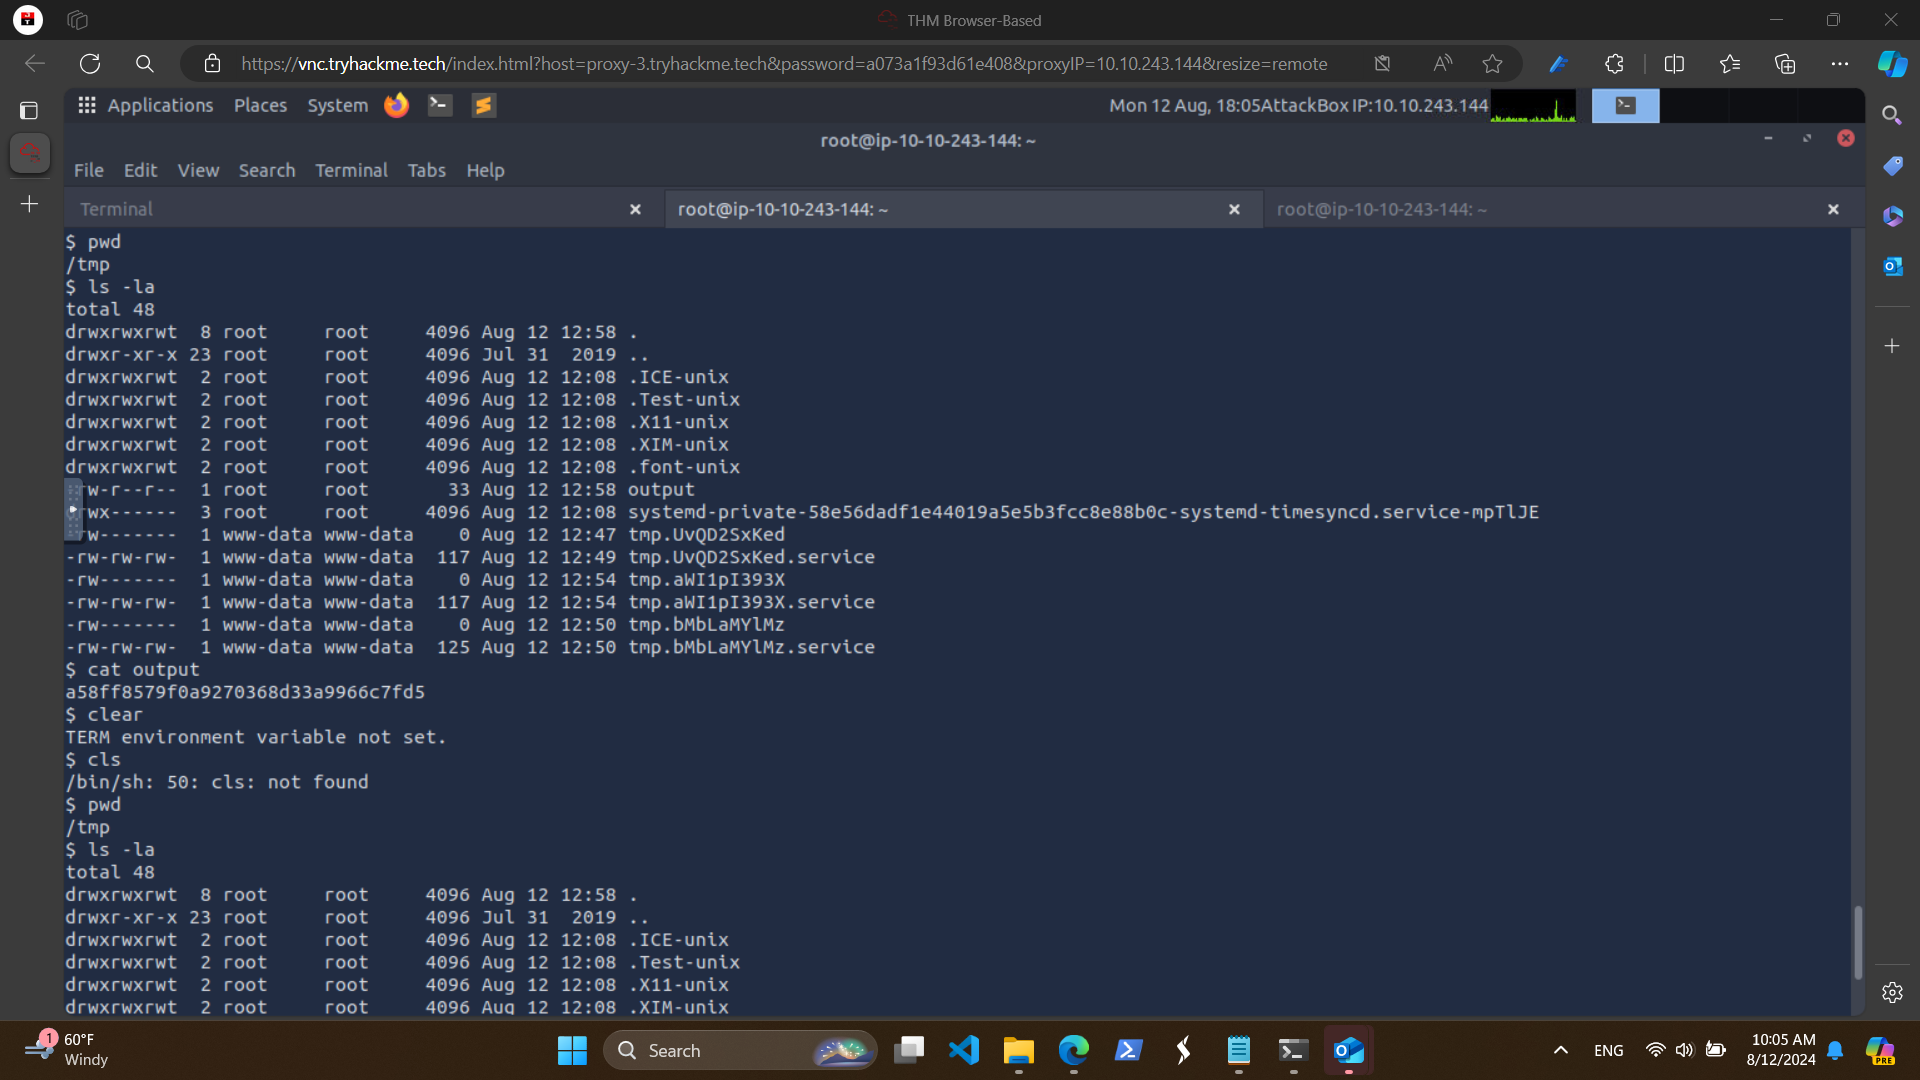 THM Browser-Based
https://vnc.tryhackme.tech/index.html?host=proxy-3.tryhackme.tech&password=a073a1f93d61e408&proxyIP=10.10.243.144&resize=remote
Applications Places System Mon 12 Aug, 18:05AttackBox IP:10.10.243.144
root@ip-10-10-243-144: ~
File Edit View Search Terminal Tabs Help
Terminal root@ip-10-10-243-144: ~ root@ip-10-10-243-144: ~
$ pwd
/tmp
$ ls -la
total 48
drwxrwxrwt 8 root root 4096 Aug 12 12:58 .
drwxr-xr-x 23 root root 4096 Jul 31 2019 ..
drwxrwxrwt 2 root root 4096 Aug 12 12:08 .ICE-unix
drwxrwxrwt 2 root root 4096 Aug 12 12:08 .Test-unix
drwxrwxrwt 2 root root 4096 Aug 12 12:08 .X11-unix
drwxrwxrwt 2 root root 4096 Aug 12 12:08 .XIM-unix
drwxrwxrwt 2 root root 4096 Aug 12 12:08 .font-unix
rw-r--r-- 1 root root 33 Aug 12 12:58 output
rwx------ 3 root root 4096 Aug 12 12:08 systemd-private-58e56dadf1e44019a5e5b3fcc8e88b0c-systemd-timesyncd.service-mpTlJE
rw------- 1 www-data www-data 0 Aug 12 12:47 tmp.UvQD2SxKed
-rw-rw-rw- 1 www-data www-data 117 Aug 12 12:49 tmp.UvQD2SxKed.service
-rw------- 1 www-data www-data 0 Aug 12 12:54 tmp.aWI1pI393X
-rw-rw-rw- 1 www-data www-data 117 Aug 12 12:54 tmp.aWI1pI393X.service
-rw------- 1 www-data www-data 0 Aug 12 12:50 tmp.bMbLaMYlMz
-rw-rw-rw- 1 www-data www-data 125 Aug 12 12:50 tmp.bMbLaMYlMz.service
$ cat output
a58ff8579f0a9270368d33a9966c7fd5
$ clear
TERM environment variable not set.
$ cls
/bin/sh: 50: cls: not found
$ pwd
/tmp
$ ls -la
total 48
drwxrwxrwt 8 root root 4096 Aug 12 12:58 .
drwxr-xr-x 23 root root 4096 Jul 31 2019 ..
drwxrwxrwt 2 root root 4096 Aug 12 12:08 .ICE-unix
drwxrwxrwt 2 root root 4096 Aug 12 12:08 .Test-unix
drwxrwxrwt 2 root root 4096 Aug 12 12:08 .X11-unix
drwxrwxrwt 2 root root 4096 Aug 12 12:08 .XIM-unix
1 60°F
Windy
Search
ENG
10:05 AM
8/12/2024
PRE